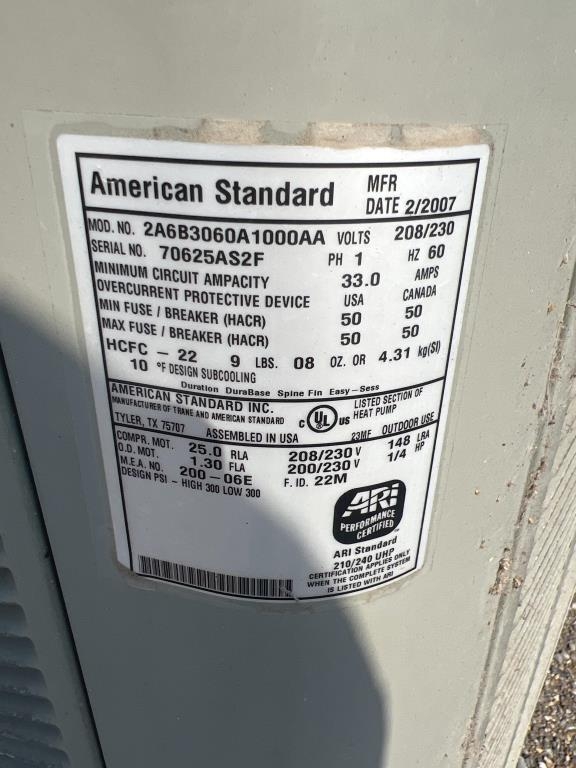 American Standard MFR DATE 2/2007
MOD. NO. 2A6B3060A1000AA VOLTS 208/230
SERIAL NO. 70625AS2F PH 1 HZ 60
MINIMUM CIRCUIT AMPACITY 33.0 AMPS
OVERCURRENT PROTECTIVE DEVICE USA CANADA
MIN FUSE / BREAKER (HACR) 50 50
MAX FUSE / BREAKER (HACR) 50 50
HCFC - 22 9 LBS. 08 OZ. OR 4.31 kg(SI)
10 °F DESIGN SUBCOOLING
Duration DuraBase Spine Fin Easy-Sess
AMERICAN STANDARD INC. LISTED SECTION OF
MANUFACTURER OF TRANE AND AMERICAN STANDARD C UL US HEAT PUMP
TYLER, TX 75707 ASSEMBLED IN USA 23MF OUTDOOR USE
COMPR. MOT. 25.0 RLA 208/230 V 148 LRA
O.D. MOT. 1.30 FLA 200/230 V 1/4 HP
M.E.A. NO. 200-06E F. ID. 22M
DESIGN PSI - HIGH 300 LOW 300
ARI
PERFORMANCE
CERTIFIED
ARI Standard
210/240 UHP
CERTIFICATION APPLIES ONLY
WHEN THE COMPLETE SYSTEM
IS LISTED WITH ARI